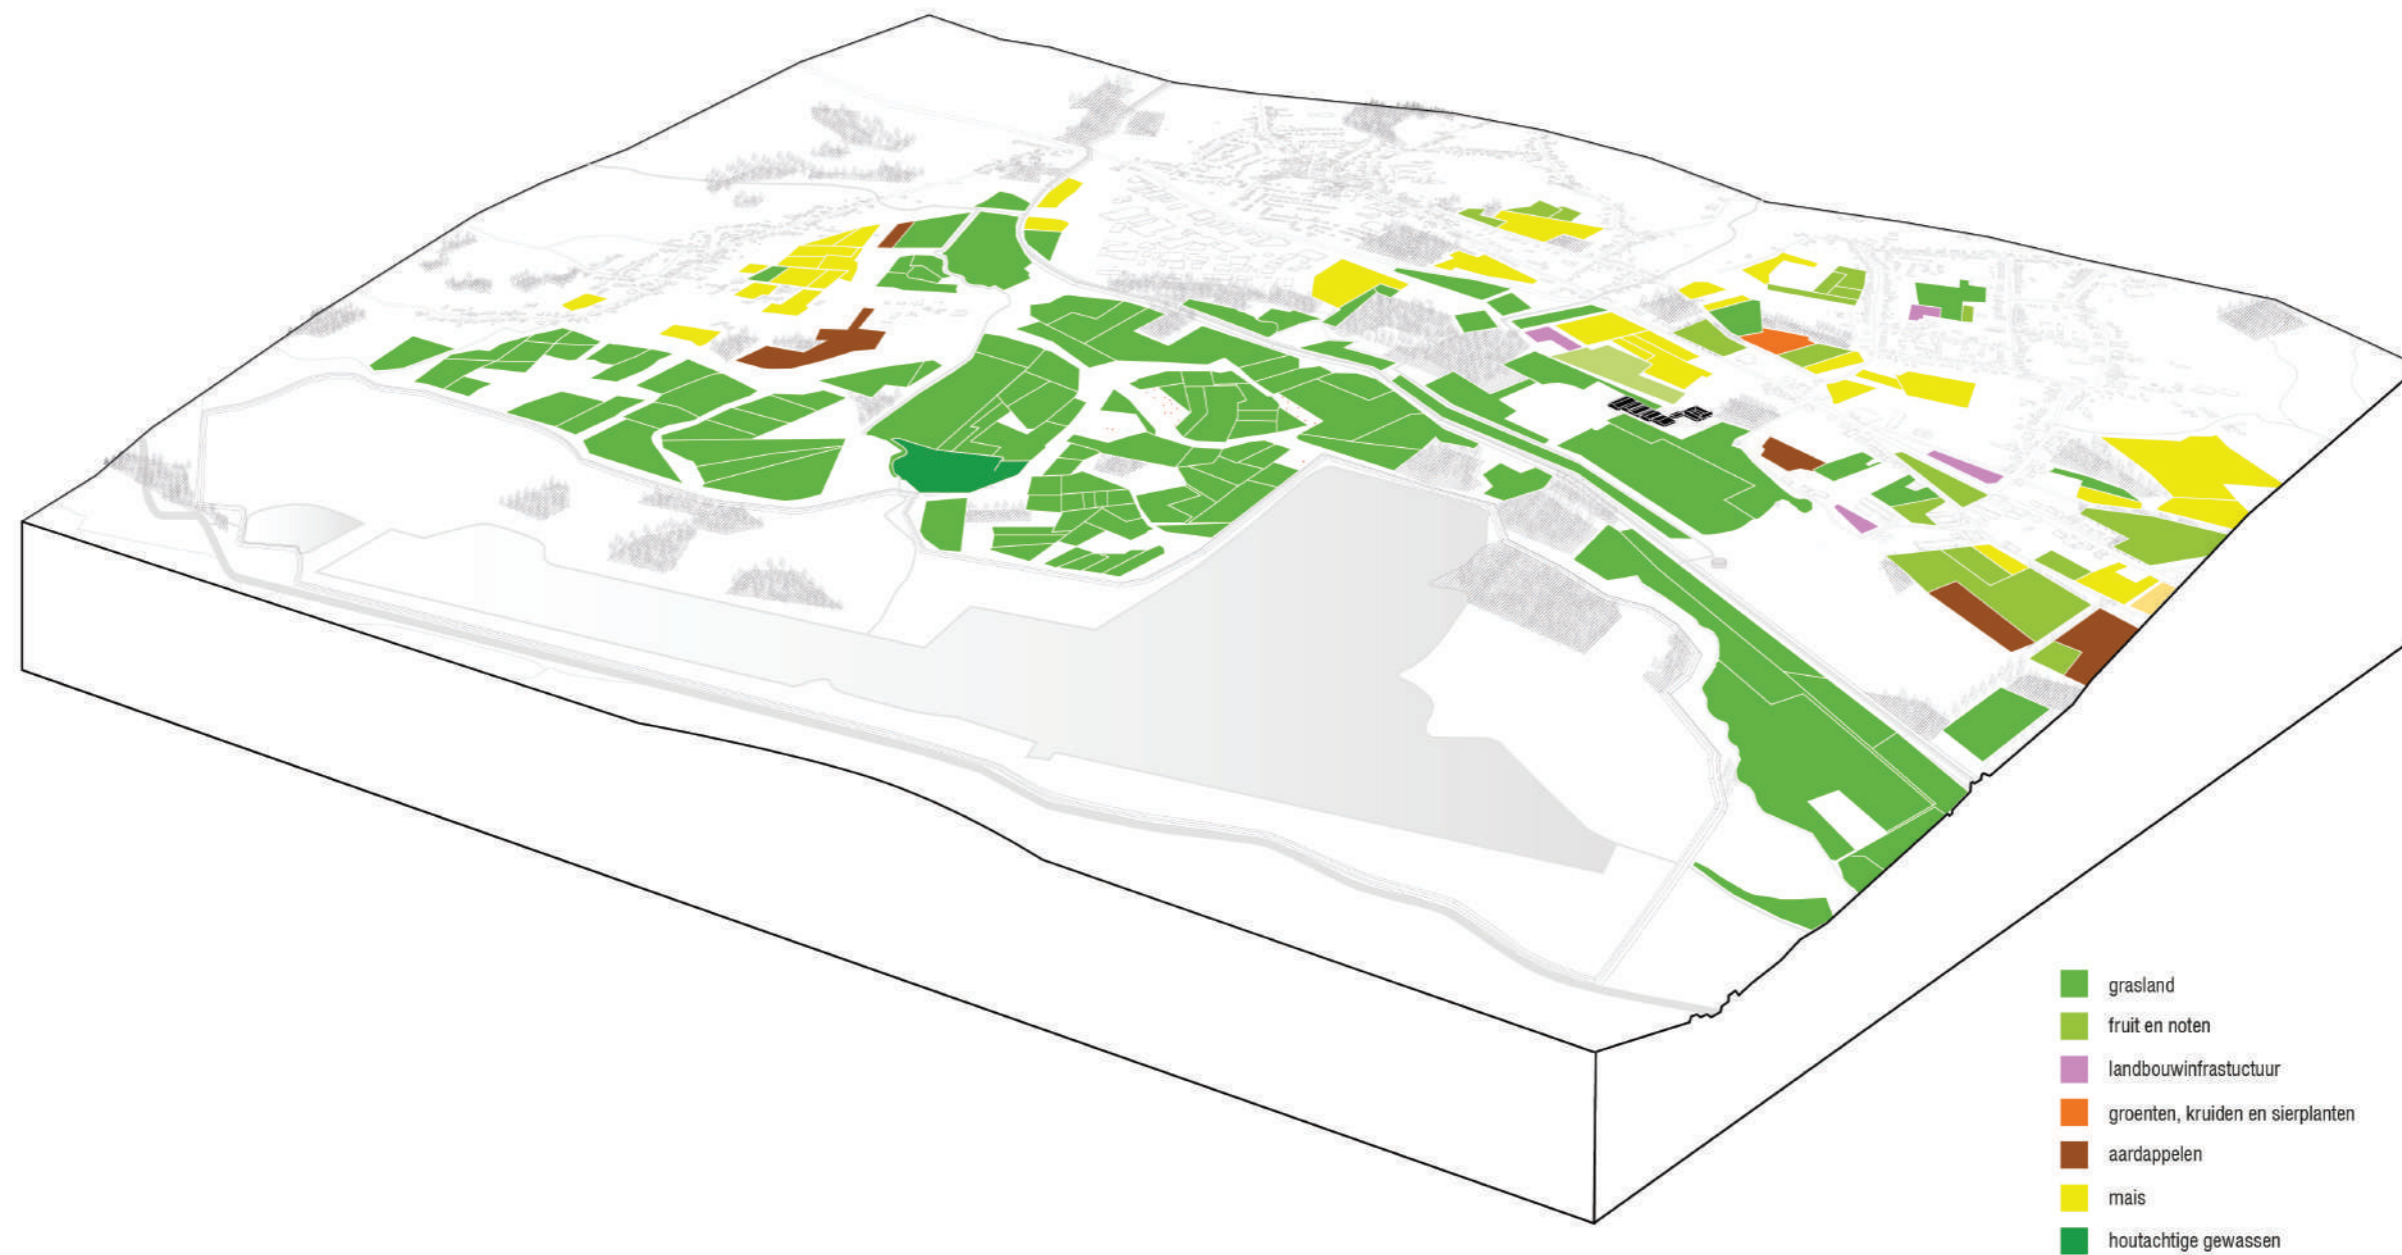 grasland
fruit en noten
landbouwinfrastuctuur
groenten, kruiden en sierplanten
aardappelen
mais
houtachtige gewassen